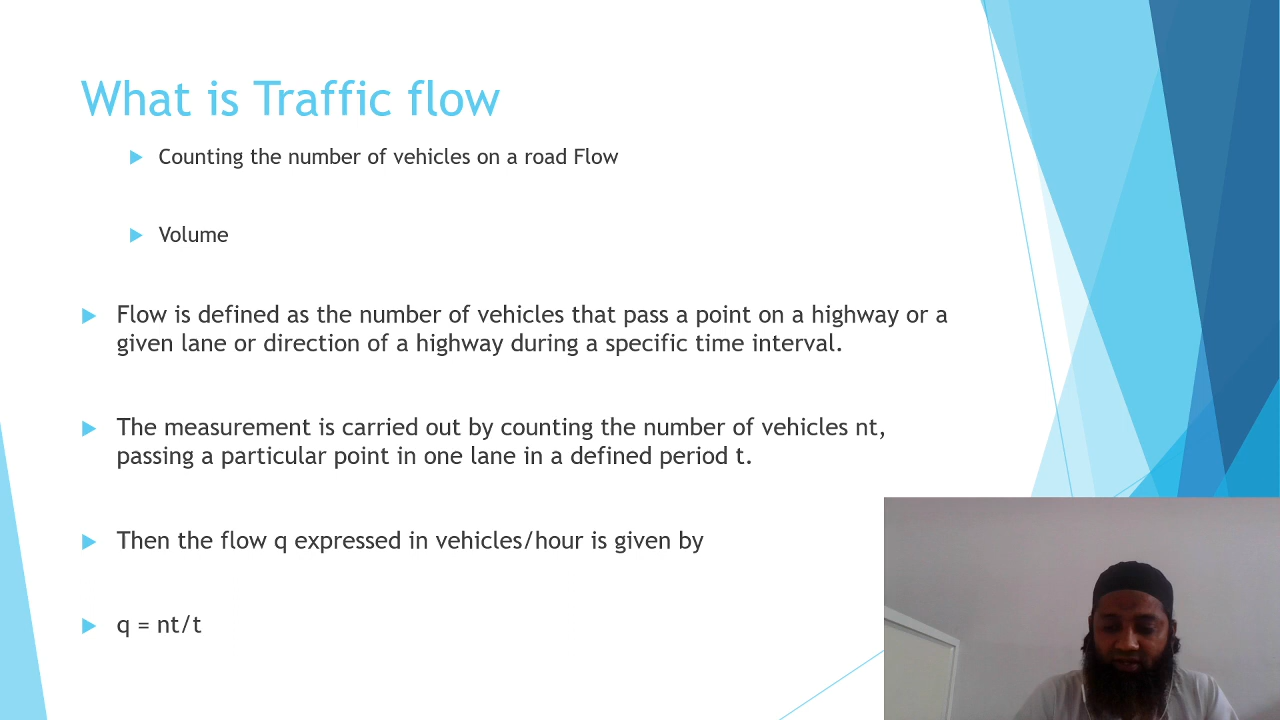 What is Traffic flow
Counting the number of vehicles on a road Flow
Volume
Flow is defined as the number of vehicles that pass a point on a highway or a
given lane or direction of a highway during a specific time interval.
The measurement is carried out by counting the number of vehicles nt,
passing a particular point in one lane in a defined period t.
Then the flow q expressed in vehicles/hour is given by
q = nt/t